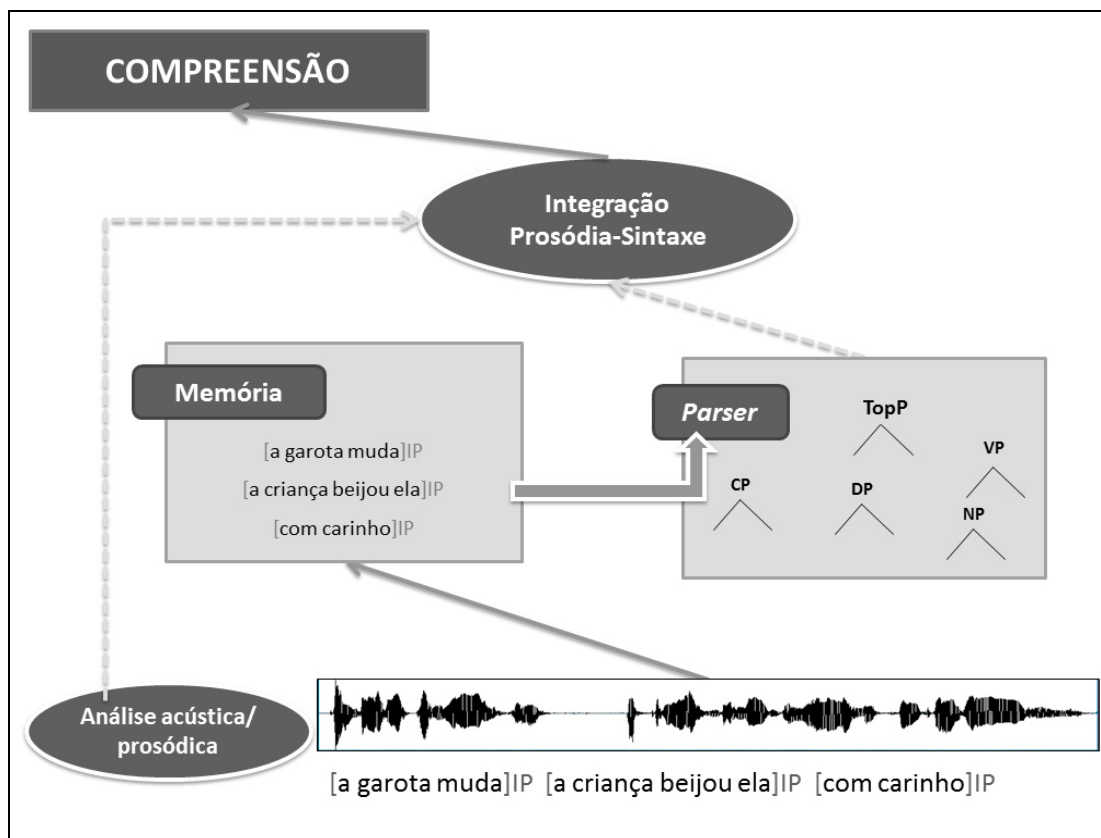 COMPREENSÃO
Integração
Prosódia-Sintaxe
Memória
[a garota muda]IP
[a criança beijou ela]IP
[com carinho]IP
Parser
TopP
VP
CP
DP
NP
Análise acústica/
prosódica
[a garota muda]IP [a criança beijou ela]IP [com carinho]IP